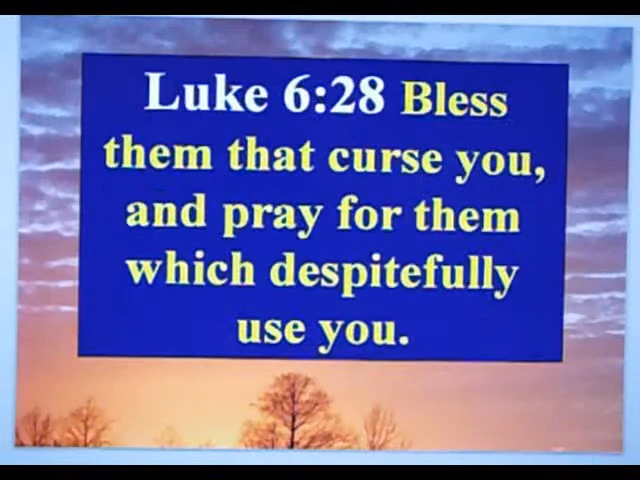 Luke 6:28 Bless
them that curse you,
and pray for them
which despitefully
use you.